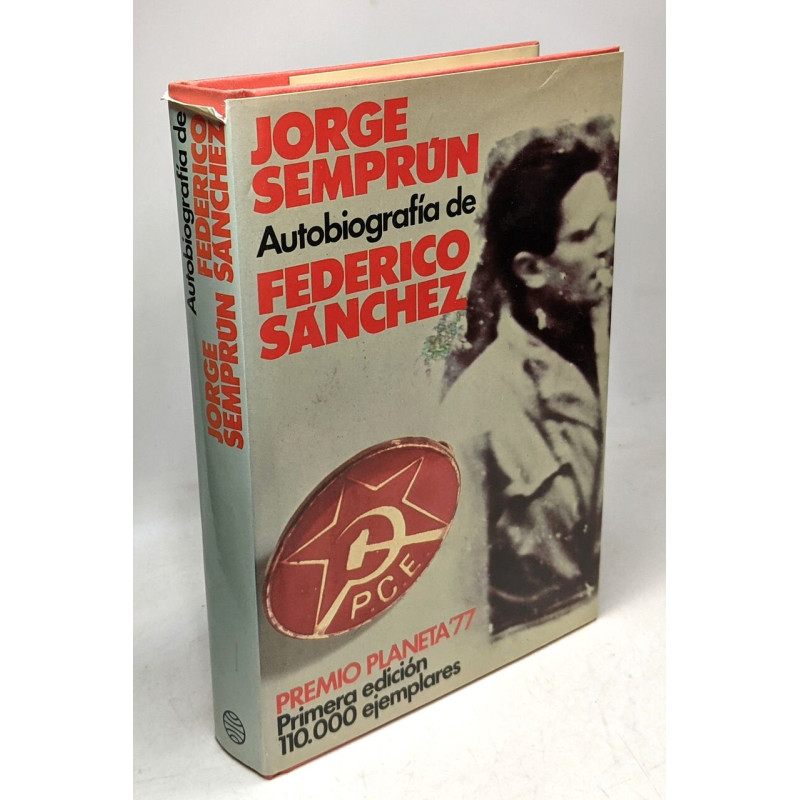 JORGE
SEMPRÚN
Autobiografía de
FEDERICO
SÁNCHEZ
P.C.E.
PREMIO PLANETA'77
Primera edición
110.000 ejemplares
JORGE
SEMPRÚN
Autobiografía de
FEDERICO
SÁNCHEZ